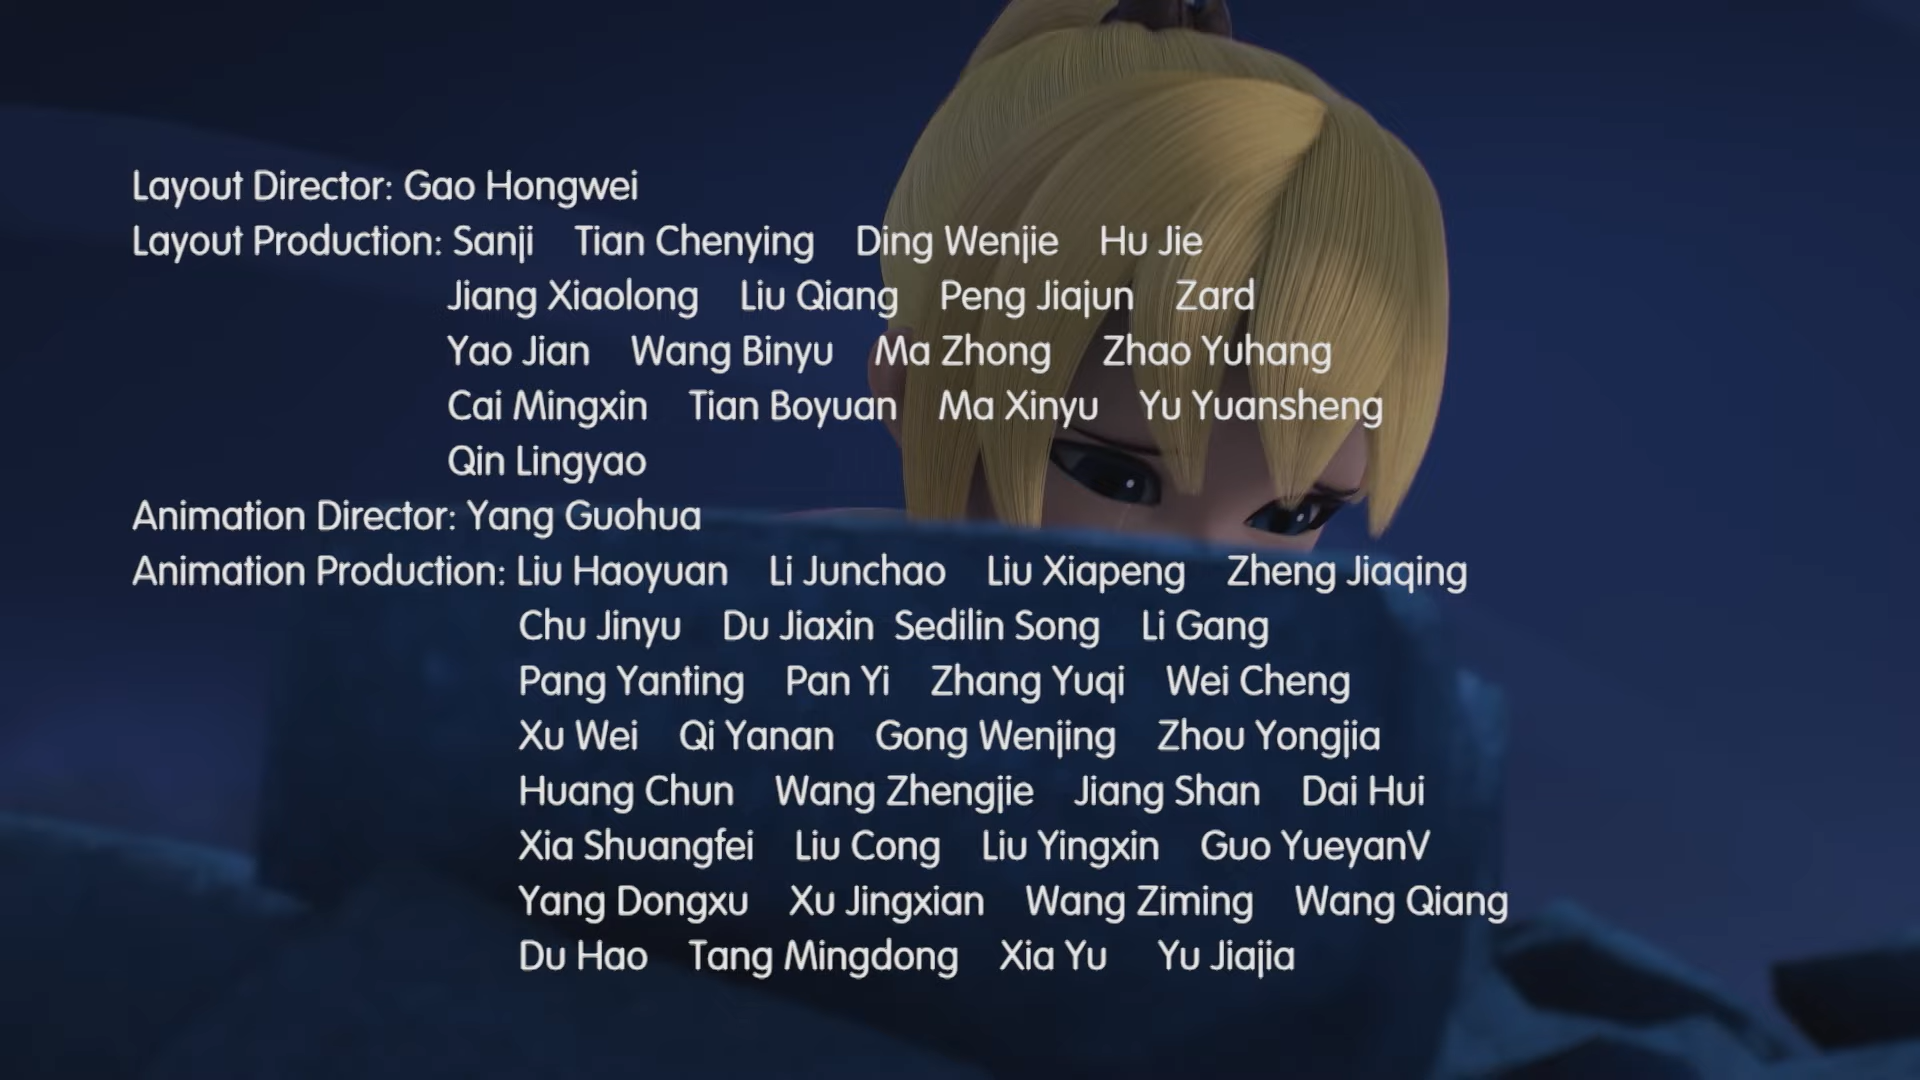 Layout Director: Gao Hongwei
Layout Production: Sanji Tian Chenying Ding Wenjie Hu Jie
Jiang Xiaolong Liu Qiang Peng Jiajun Zard
Yao Jian Wang Binyu Ma Zhong Zhao Yuhang
Cai Mingxin Tian Boyuan Ma Xinyu Yu Yuansheng
Qin Lingyao
Animation Director: Yang Guohua
Animation Production: Liu Haoyuan Li Junchao Liu Xiapeng Zheng Jiaqing
Chu Jinyu Du Jiaxin Sedilin Song Li Gang
Pang Yanting Pan Yi Zhang Yuqi Wei Cheng
Xu Wei Qi Yanan Gong Wenjing Zhou Yongjia
Huang Chun Wang Zhengjie Jiang Shan Dai Hui
Xia Shuangfei Liu Cong Liu Yingxin Guo YueyanV
Yang Dongxu Xu Jingxian Wang Ziming Wang Qiang
Du Hao Tang Mingdong Xia Yu Yu Jiajia